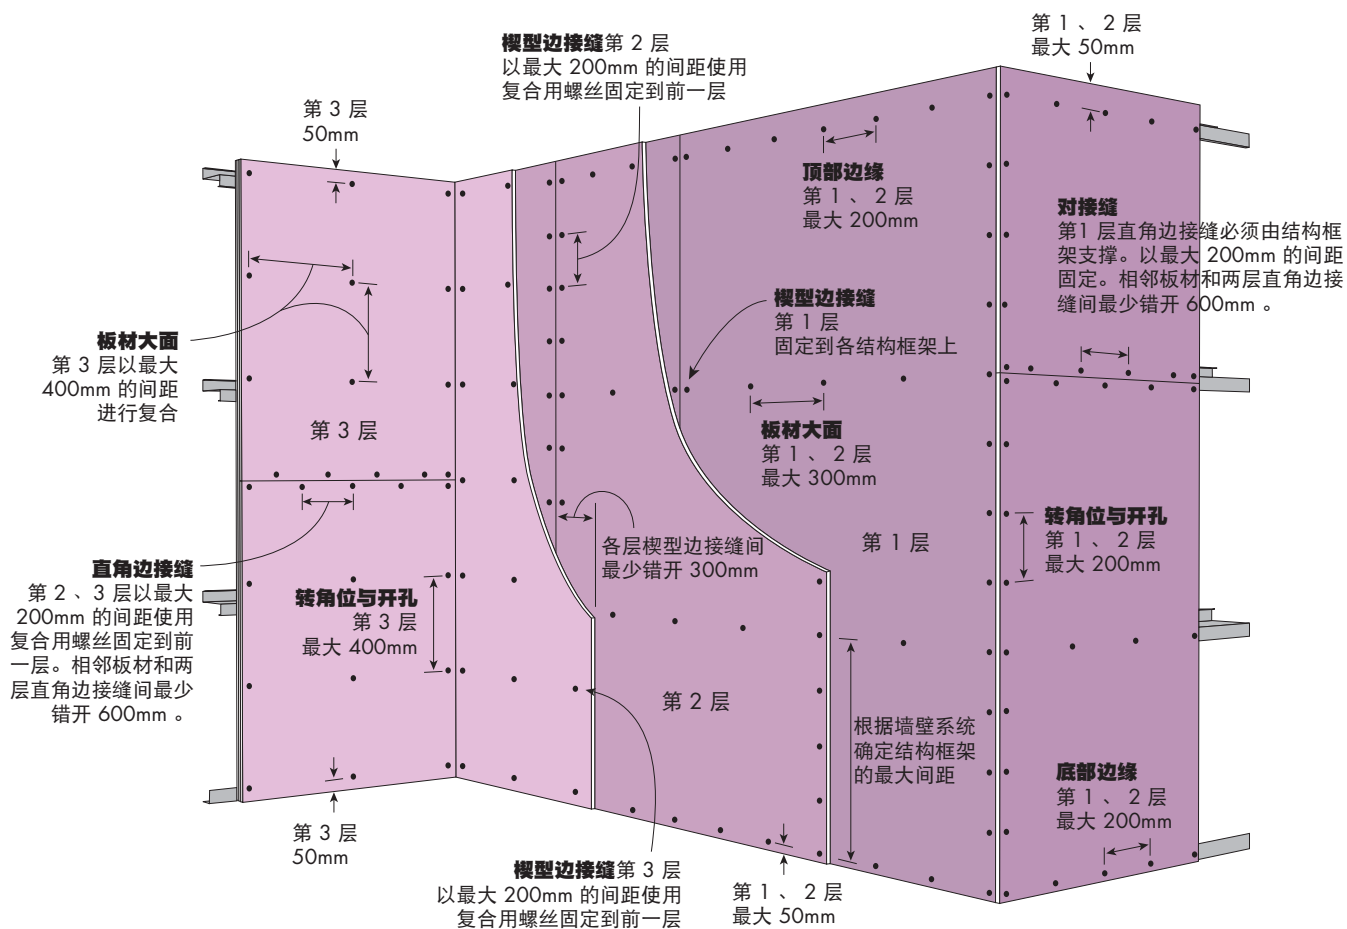 第 1 、 2 层
最大 50mm
楔型边接缝第 2 层
以最大 200mm 的间距使用
复合用螺丝固定到前一层
第 3 层
50mm
顶部边缘
第 1 、 2 层
最大 200mm
对接缝
第1 层直角边接缝必须由结构框
架支撑。以最大 200mm 的间距
固定。相邻板材和两层直角边接
缝间最少错开 600mm 。
楔型边接缝
第 1 层
固定到各结构框架上
板材大面
第 3 层以最大
400mm 的间距
进行复合
第 3 层
板材大面
第 1 、 2 层
最大 300mm
转角位与开孔
第 1 、 2 层
最大 200mm
第 1 层
各层楔型边接缝间
最少错开 300mm
直角边接缝
第 2 、3 层以最大
200mm 的间距使用
复合用螺丝固定到前
一层。相邻板材和两
层直角边接缝间最少
错开 600mm 。
转角位与开孔
第 3 层
最大 400mm
第 2 层
根据墙壁系统
确定结构框架
的最大间距
底部边缘
第 1 、 2 层
最大 200mm
第 3 层
50mm
楔型边接缝第 3 层
以最大 200mm 的间距使用
复合用螺丝固定到前一层
第 1 、 2 层
最大 50mm